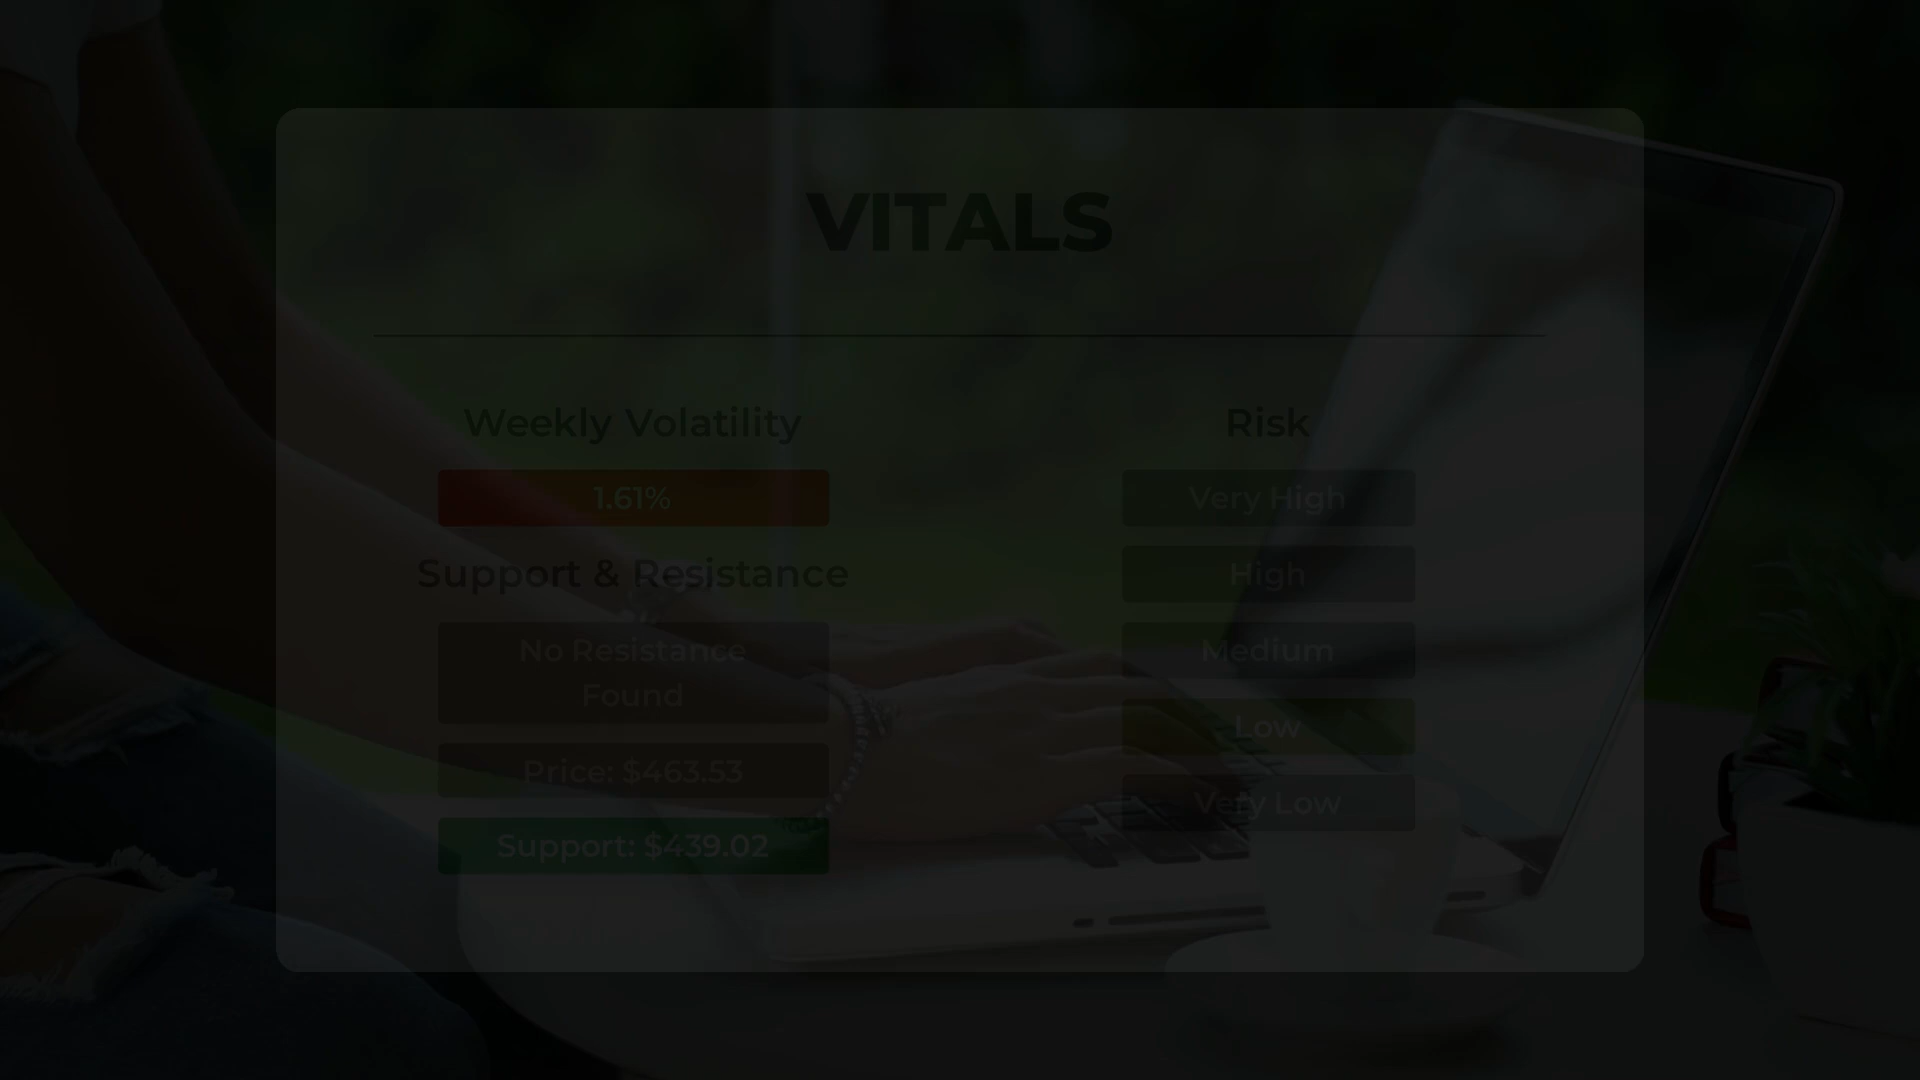 VITALS
Weekly Volatility
1.61%
Support & Resistance
No Resistance
Found
Price: $463.53
Support: $439.02
Risk
Very High
High
Medium
Low
Very Low